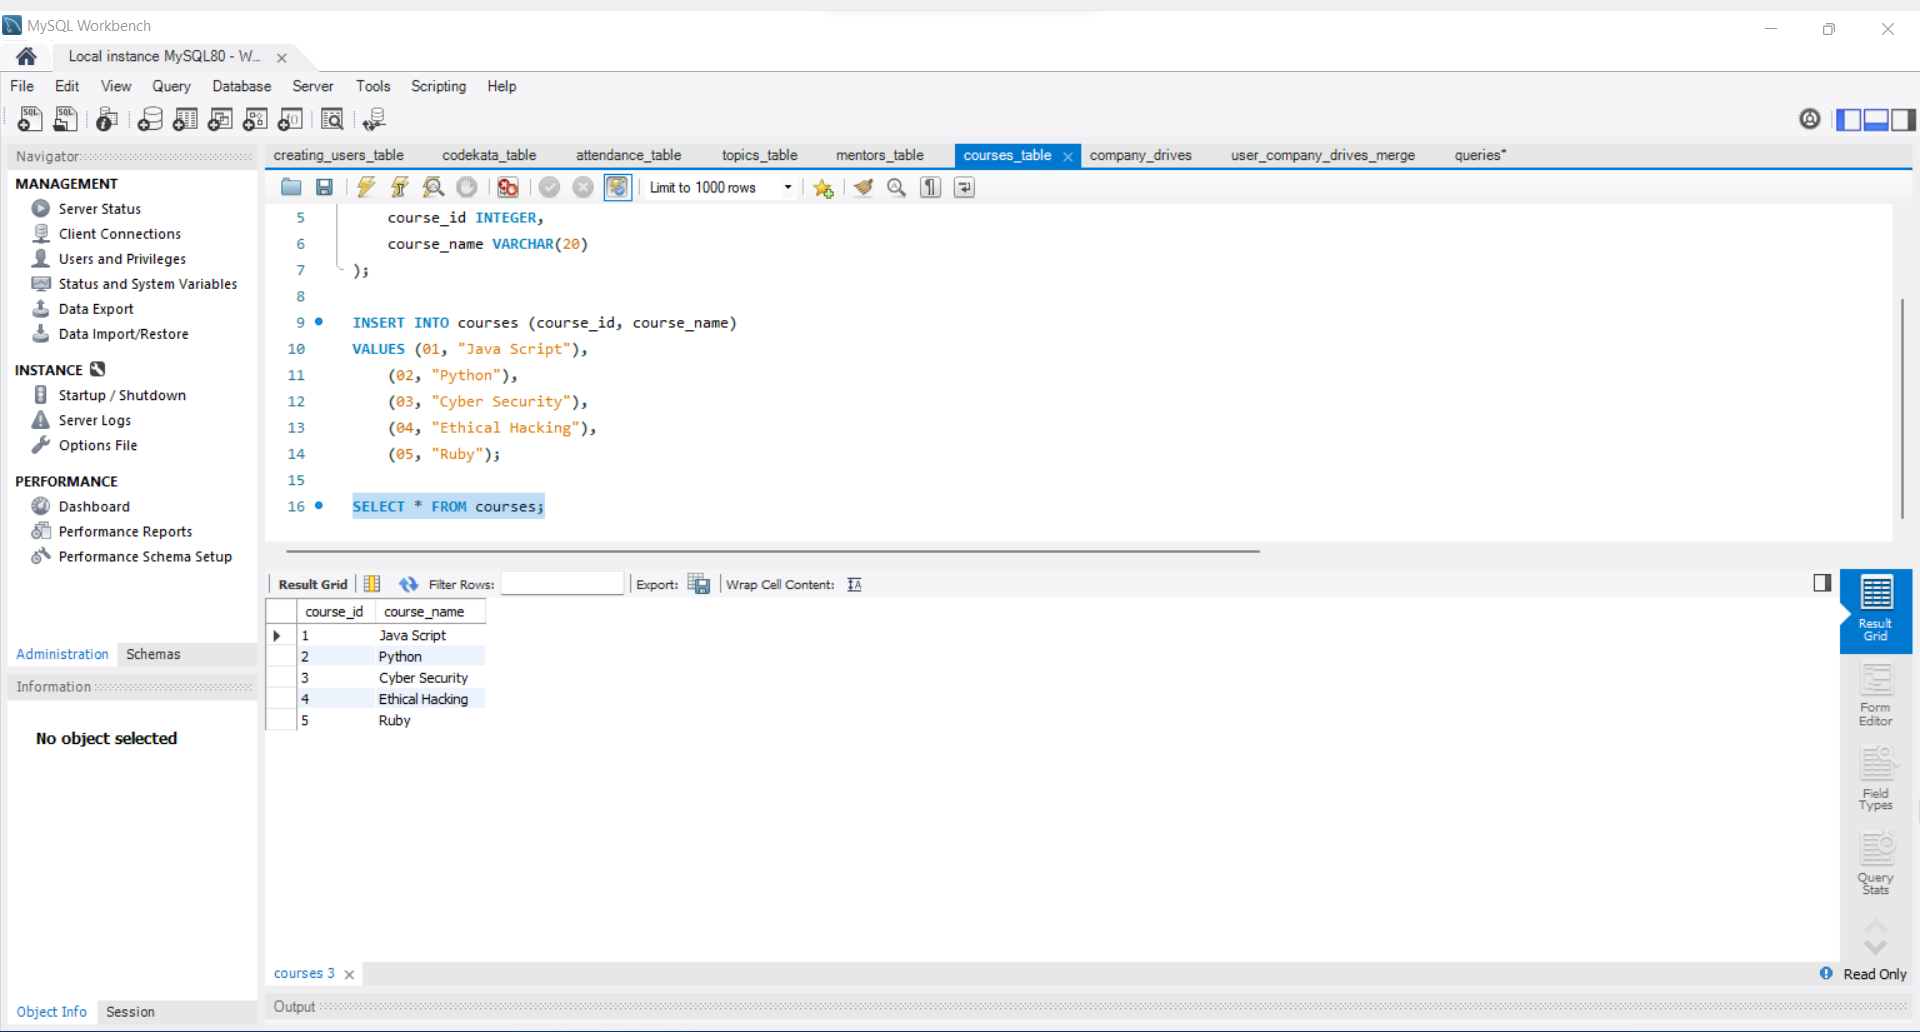 MySQL Workbench
Local instance MySQL80 - W...
File Edit View Query Database Server Tools Scripting Help
Navigator
MANAGEMENT
Server Status
Client Connections
Users and Privileges
Status and System Variables
Data Export
Data Import/Restore
INSTANCE
Startup / Shutdown
Server Logs
Options File
PERFORMANCE
Dashboard
Performance Reports
Performance Schema Setup
Administration Schemas
Information
No object selected
Object Info Session
creating_users_table codekata_table attendance_table topics_table mentors_table courses_table company_drives user_company_drives_merge queries*
Limit to 1000 rows
5 course_id INTEGER,
6 course_name VARCHAR(20)
7 );
8
9 INSERT INTO courses (course_id, course_name)
10 VALUES (01, "Java Script"),
11 (02, "Python"),
12 (03, "Cyber Security"),
13 (04, "Ethical Hacking"),
14 (05, "Ruby");
15
16 SELECT * FROM courses;
Result Grid Filter Rows: Export: Wrap Cell Content:
course_id course_name
1 Java Script
2 Python
3 Cyber Security
4 Ethical Hacking
5 Ruby
Result
Grid
Form
Editor
Field
Types
Query
Stats
courses 3
Read Only
Output